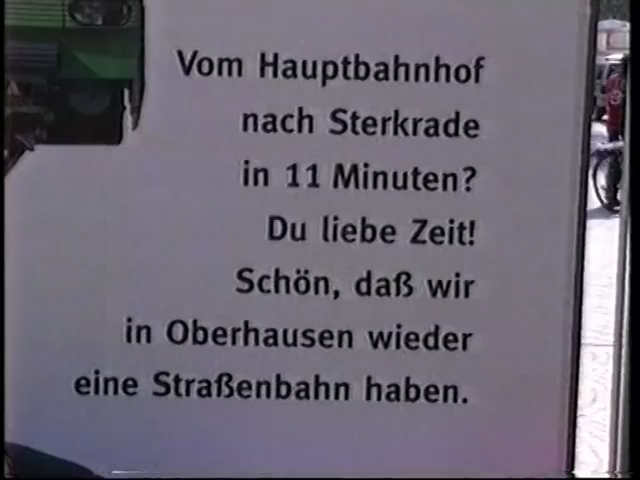 Vom Hauptbahnhof
nach Sterkrade
in 11 Minuten?
Du liebe Zeit!
Schön, daß wir
in Oberhausen wieder
eine Straßenbahn haben.